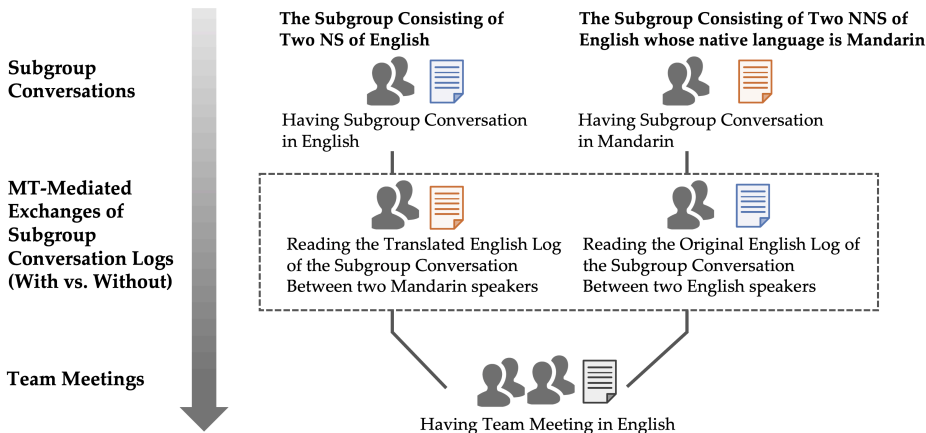 The Subgroup Consisting of
Two NS of English
The Subgroup Consisting of Two NNS of
English whose native language is Mandarin
Subgroup
Conversations
Having Subgroup Conversation
in English
Having Subgroup Conversation
in Mandarin
MT-Mediated
Exchanges of
Subgroup
Conversation Logs
(With vs. Without)
Reading the Translated English Log
of the Subgroup Conversation
Between two Mandarin speakers
Reading the Original English Log of
the Subgroup Conversation
Between two English speakers
Team Meetings
Having Team Meeting in English